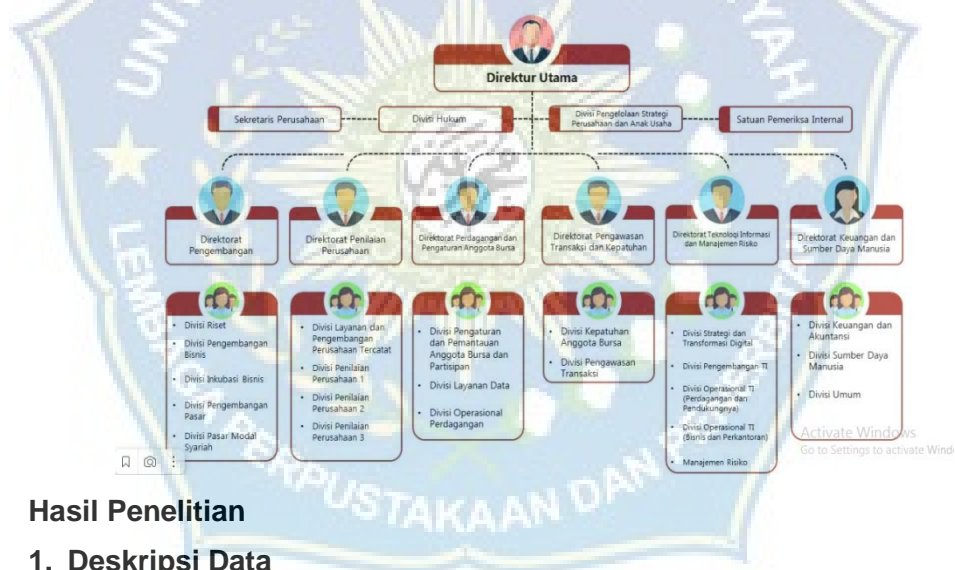 Direktur Utama
Sekretaris Perusahaan
Divisi Hukum
Divisi Pengelolaan Strategi
Perusahaan dan Anak Usaha
Satuan Pemeriksa Internal
Direktorat
Pengembangan
Direktorat Penilaian
Perusahaan
Direktorat Perdagangan dan
Pengaturan Anggota Bursa
Direktorat Pengawasan
Transaksi dan Kepatuhan
Direktorat Teknologi Informasi
dan Manajemen Risiko
Direktorat Keuangan dan
Sumber Daya Manusia
• Divisi Riset
• Divisi Pengembangan
Bisnis
• Divisi Inkubasi Bisnis
• Divisi Pengembangan
Pasar
• Divisi Pasar Modal
Syariah
• Divisi Layanan dan
Pengembangan
Perusahaan Tercatat
• Divisi Penilaian
Perusahaan 1
• Divisi Penilaian
Perusahaan 2
• Divisi Penilaian
Perusahaan 3
• Divisi Pengaturan
dan Pemantauan
Anggota Bursa dan
Partisipan
• Divisi Layanan Data
• Divisi Operasional
Perdagangan
• Divisi Kepatuhan
Anggota Bursa
• Divisi Pengawasan
Transaksi
• Divisi Strategi dan
Transformasi Digital
• Divisi Pengembangan TI
• Divisi Operasional TI
(Perdagangan dan
Pendukungnya)
• Divisi Operasional TI
(Bisnis dan Perkantoran)
• Manajemen Risiko
• Divisi Keuangan dan
Akuntansi
• Divisi Sumber Daya
Manusia
• Divisi Umum
Activate Windows
Go to Settings to activate Wind
PERPUSTAKAAN DAN
Hasil Penelitian
1. Deskripsi Data